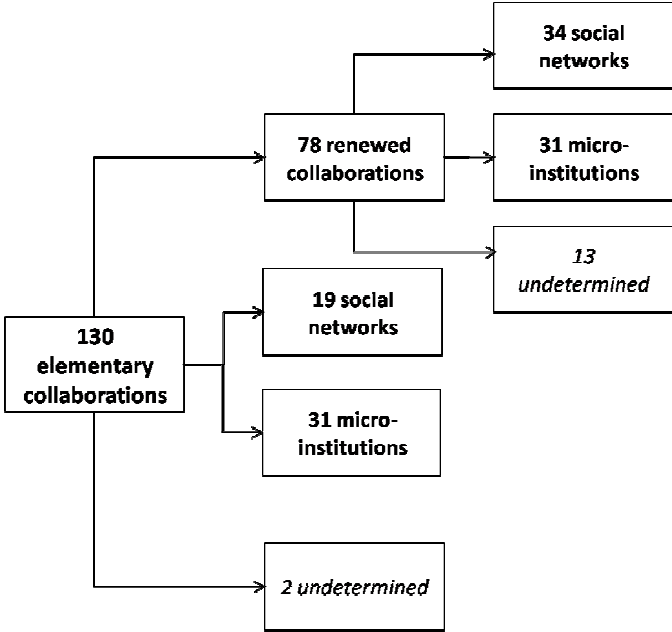 34 social
networks
78 renewed
collaborations
31 micro-
institutions
13
undetermined
19 social
networks
130
elementary
collaborations
31 micro-
institutions
2 undetermined